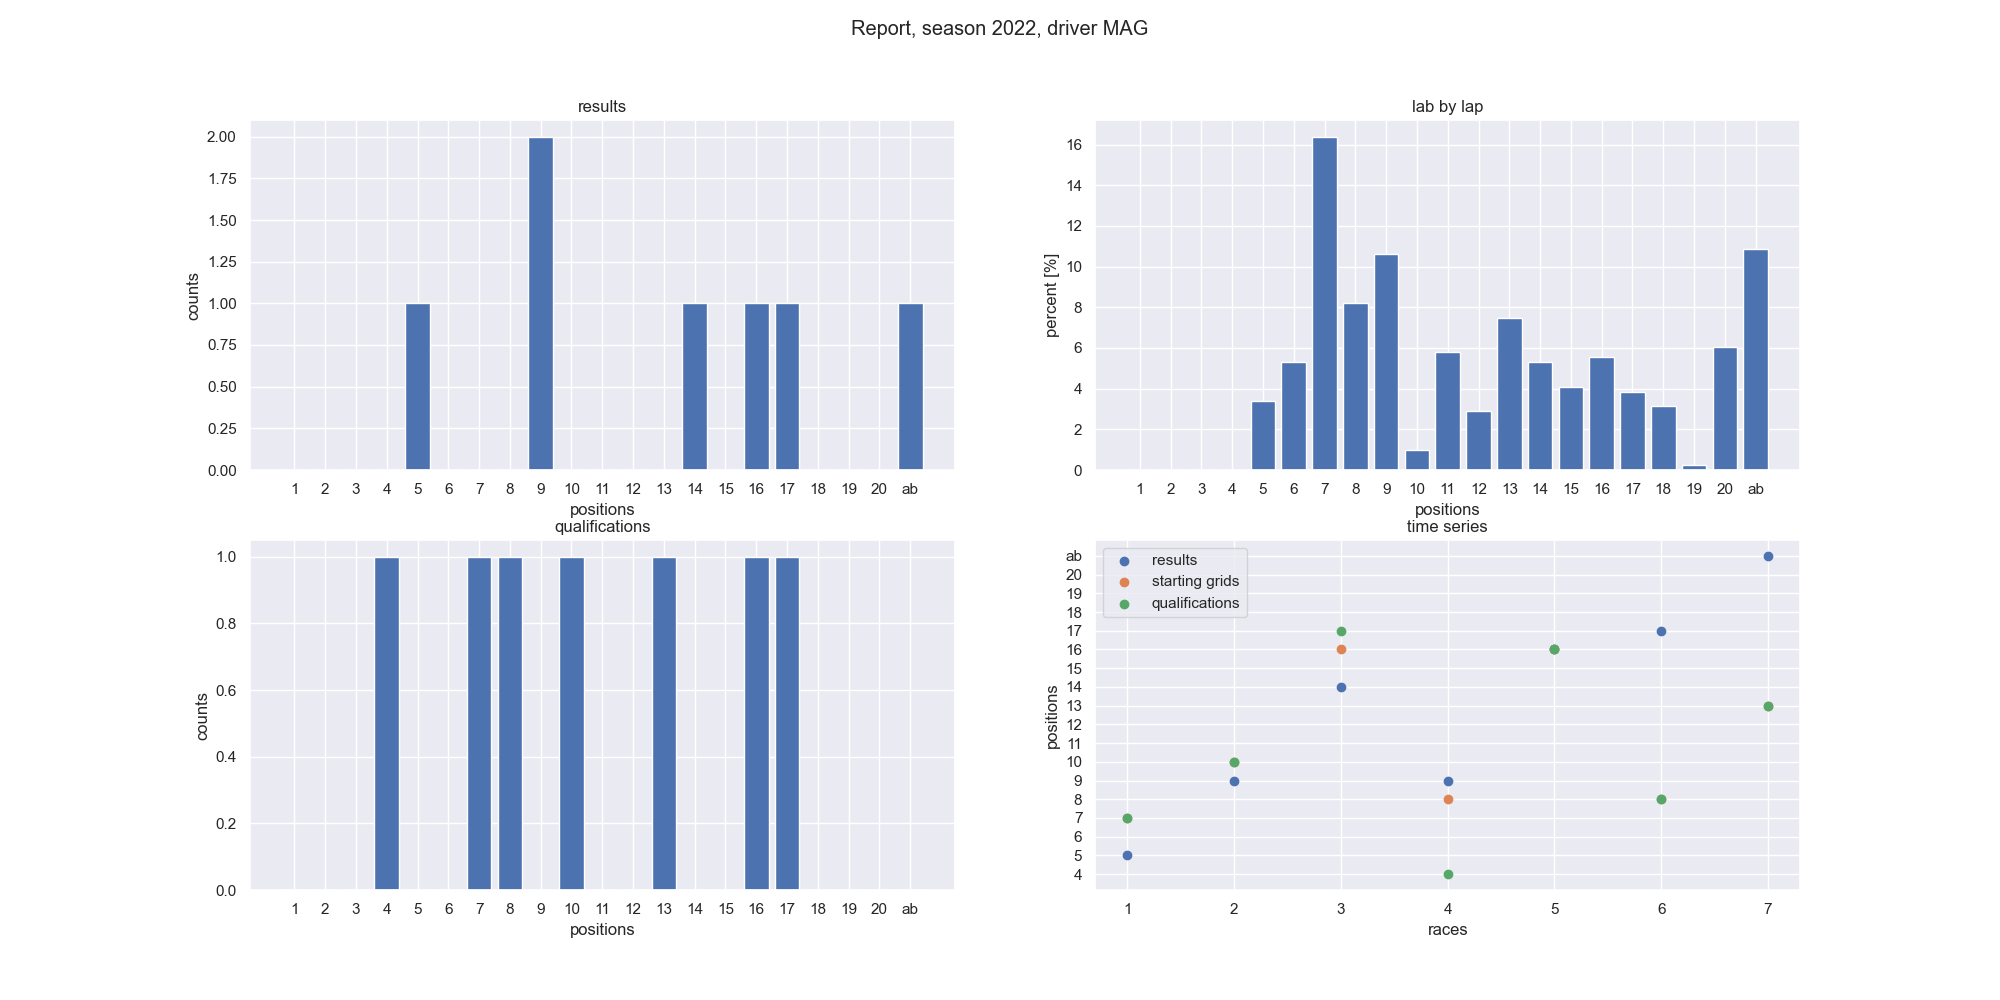 Report, season 2022, driver MAG
results
2.00
1.75
1.50
1.25
1.00
0.75
0.50
0.25
0.00
counts
1 2 3 4 5 6 7 8 9 10 11 12 13 14 15 16 17 18 19 20 ab
positions
lab by lap
16
14
12
10
8
6
4
2
0
percent [%]
1 2 3 4 5 6 7 8 9 10 11 12 13 14 15 16 17 18 19 20 ab
positions
qualifications
1.0
0.8
0.6
0.4
0.2
0.0
counts
1 2 3 4 5 6 7 8 9 10 11 12 13 14 15 16 17 18 19 20 ab
positions
time series
results
starting grids
qualifications
ab
20
19
18
17
16
15
14
13
12
11
10
9
8
7
6
5
4
positions
1 2 3 4 5 6 7
races